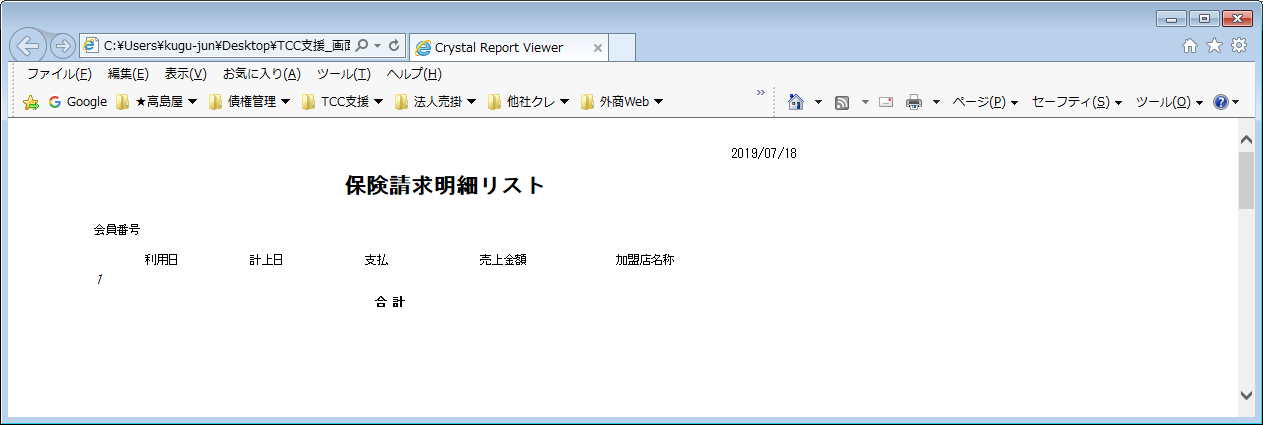 C:¥Users¥kugu-jun¥Desktop¥TCC支援_画面
Crystal Report Viewer
ファイル(F) 編集(E) 表示(V) お気に入り(A) ツール(T) ヘルプ(H)
Google ★高島屋 債権管理 TCC支援 法人売掛 他社クレ 外商Web » ページ(P) セーフティ(S) ツール(O)
2019/07/18
保険請求明細リスト
会員番号
利用日 計上日 支払 売上金額 加盟店名称
1
合 計